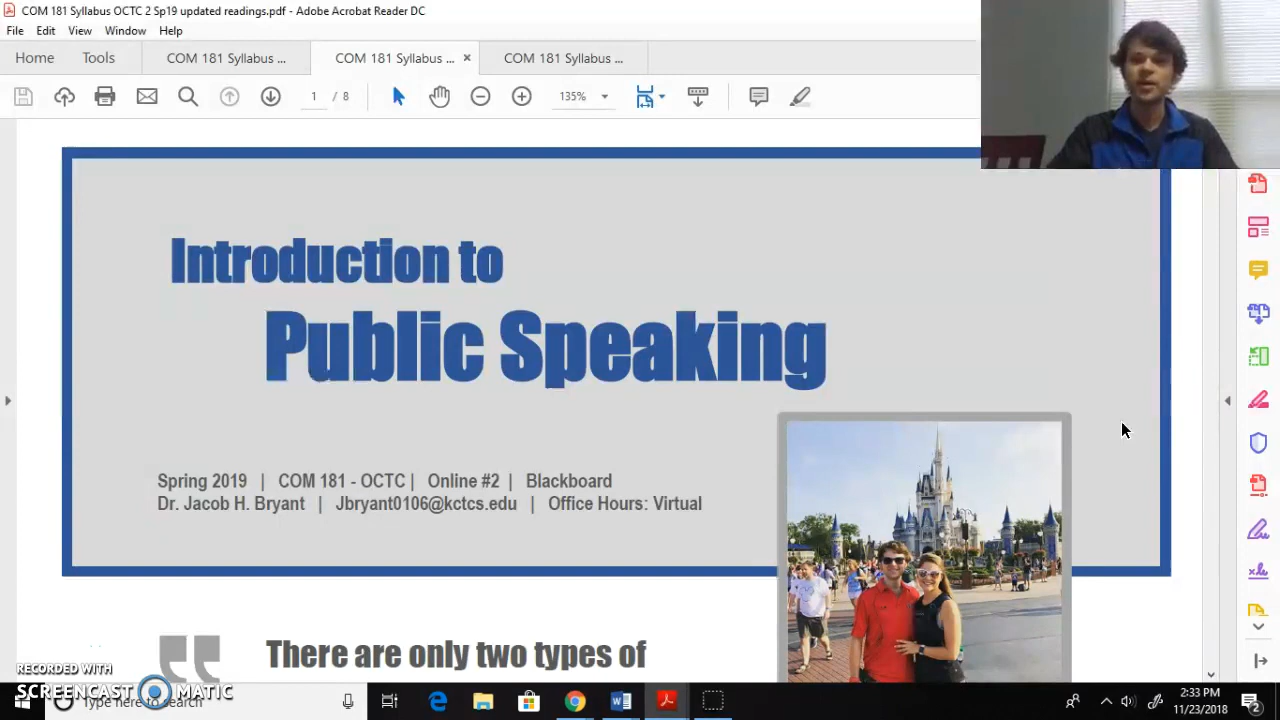 COM 181 Syllabus OCTC 2 Sp19 updated readings.pdf - Adobe Acrobat Reader DC
File Edit View Window Help
Home Tools COM 181 Syllabus ... COM 181 Syllabus ... × COM 181 Syllabus ...
1 / 8 135%
Introduction to
Public Speaking
Spring 2019 | COM 181 - OCTC | Online #2 | Blackboard
Dr. Jacob H. Bryant | Jbryant0106@kctcs.edu | Office Hours: Virtual
There are only two types of
RECORDED WITH
SCREENCAST MATIC
Type here to search
2:33 PM
11/23/2018
2